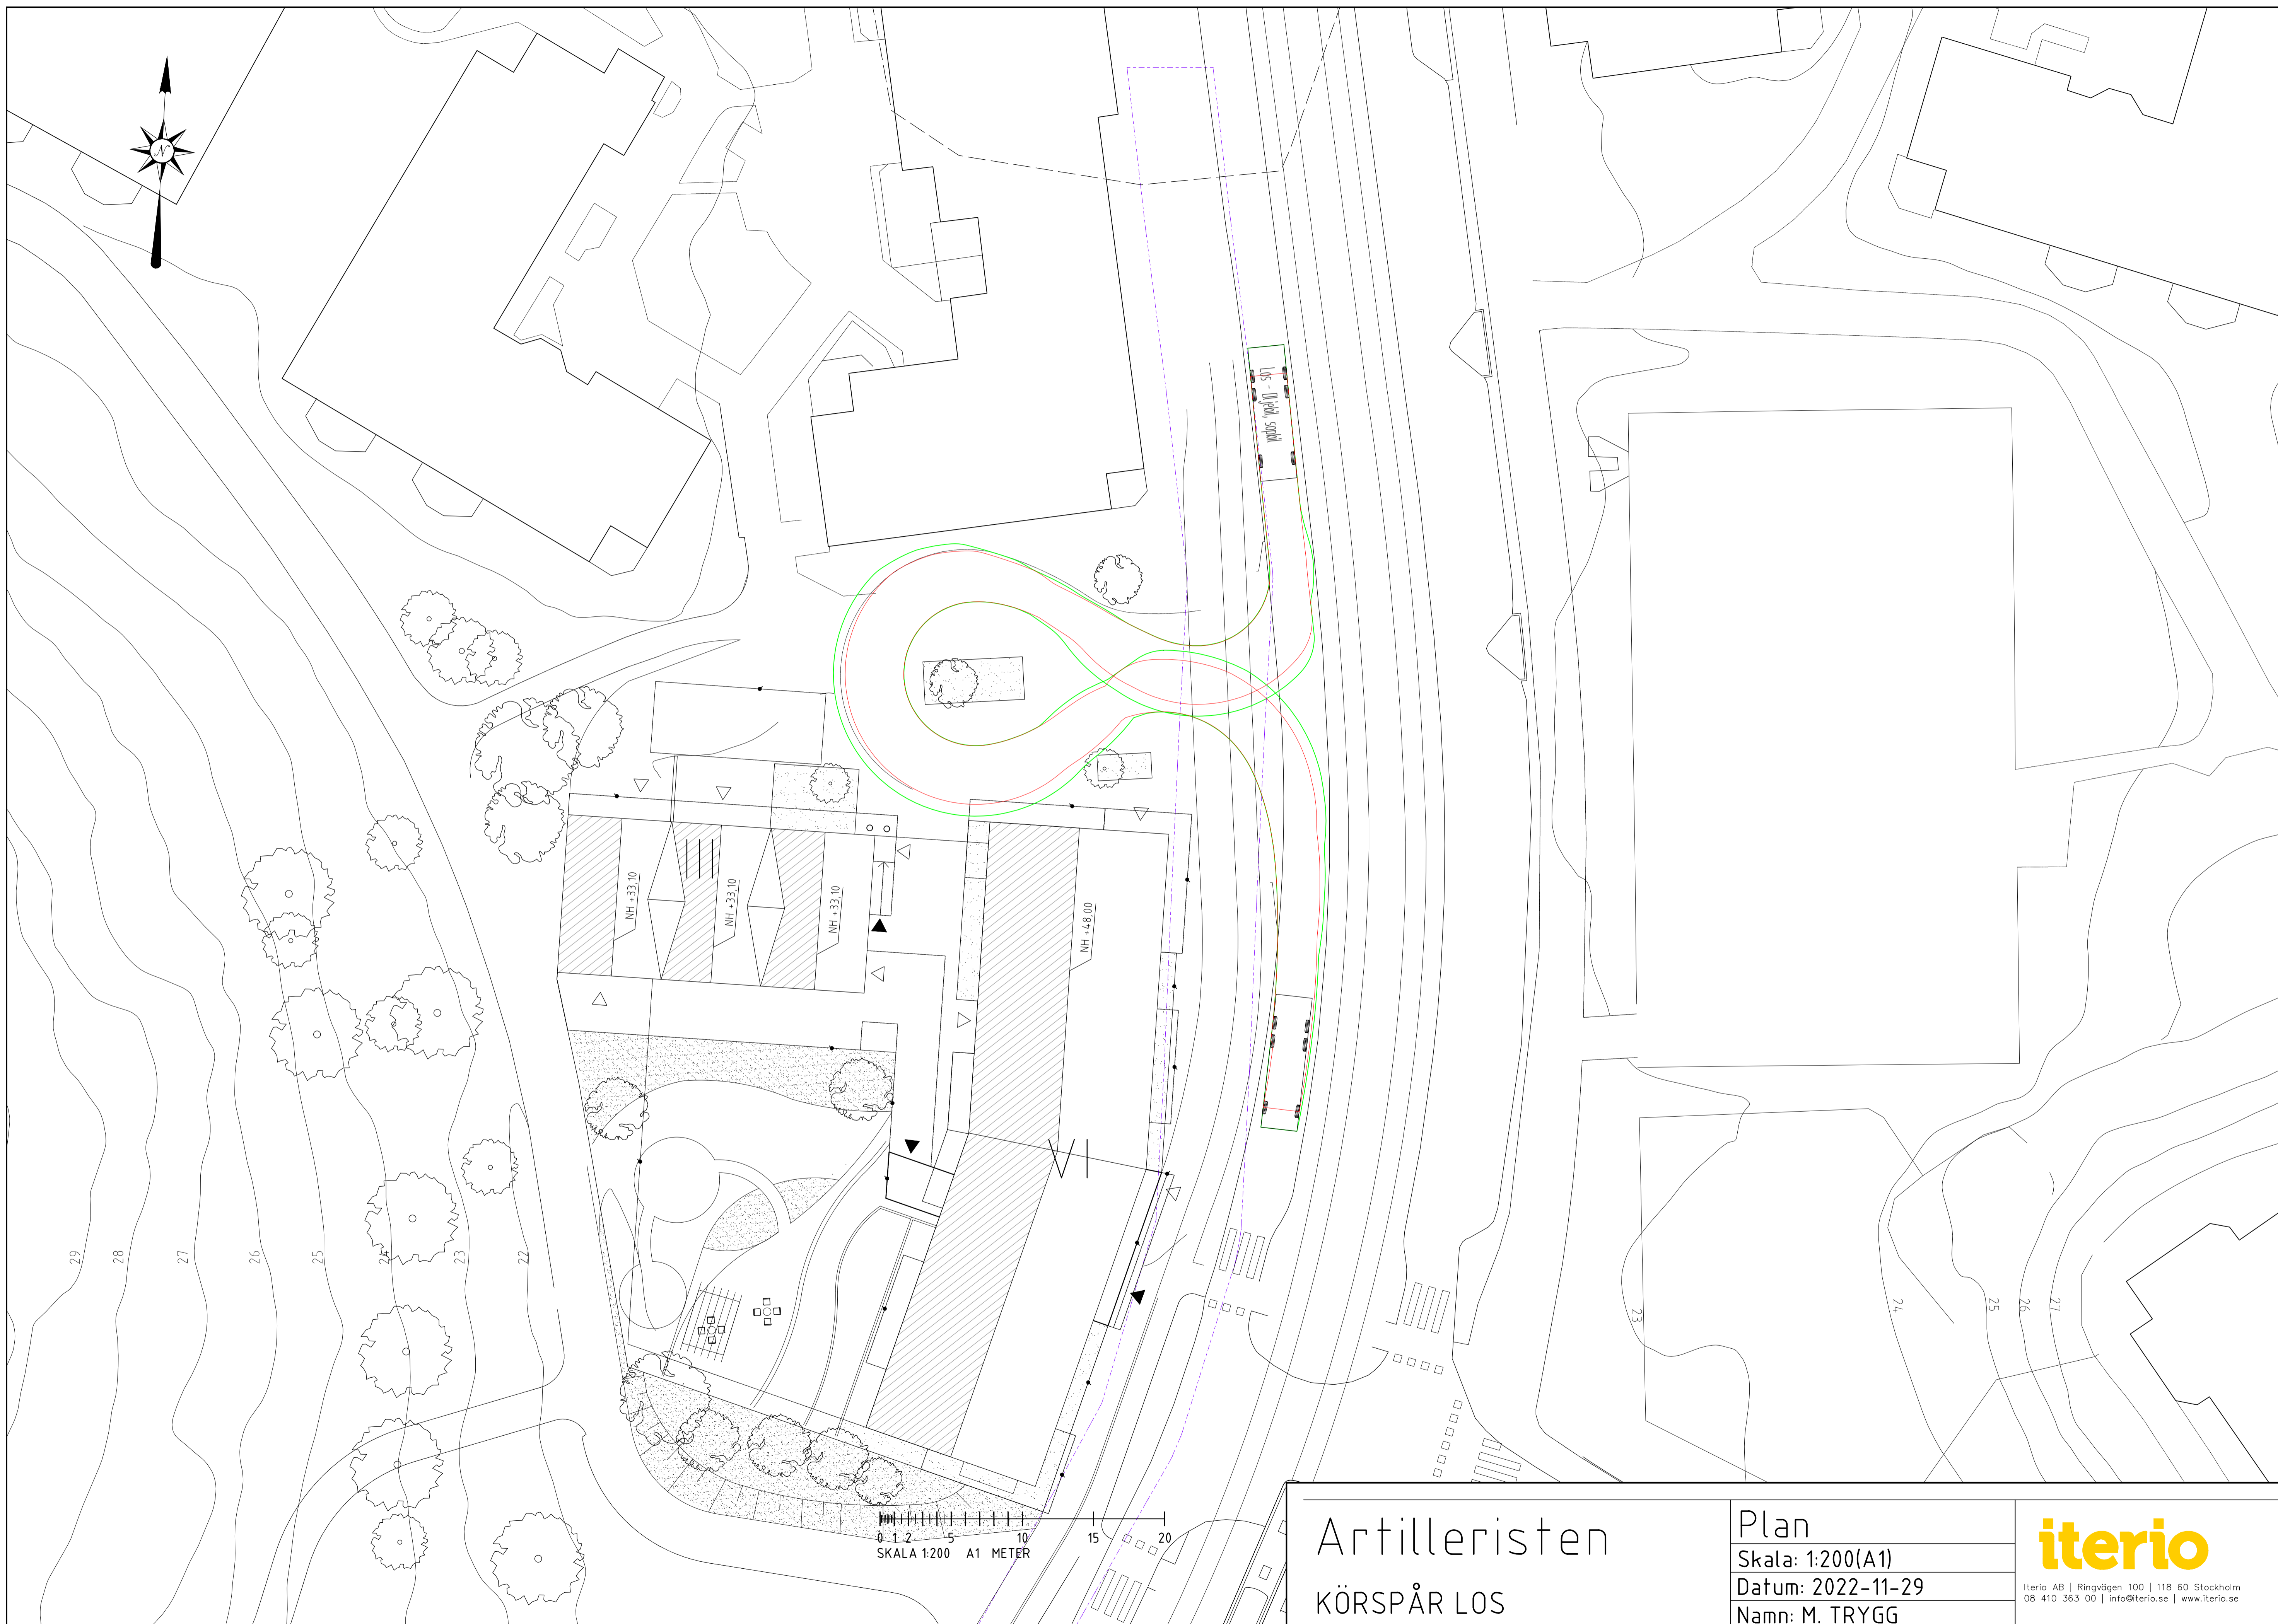 N
Los - Oljebil, sopbil
NH +33,10
NH +33,10
NH +33,10
NH +48,00
VI
29
28
27
26
25
24
23
22
23
24
25
26
27
0 1 2 5 10 15 20
SKALA 1:200 A1 METER
Artilleristen
KÖRSPÅR LOS
Plan
Skala: 1:200(A1)
Datum: 2022-11-29
Namn: M. TRYGG
iterio
Iterio AB | Ringvägen 100 | 118 60 Stockholm
08 410 363 00 | info@iterio.se | www.iterio.se